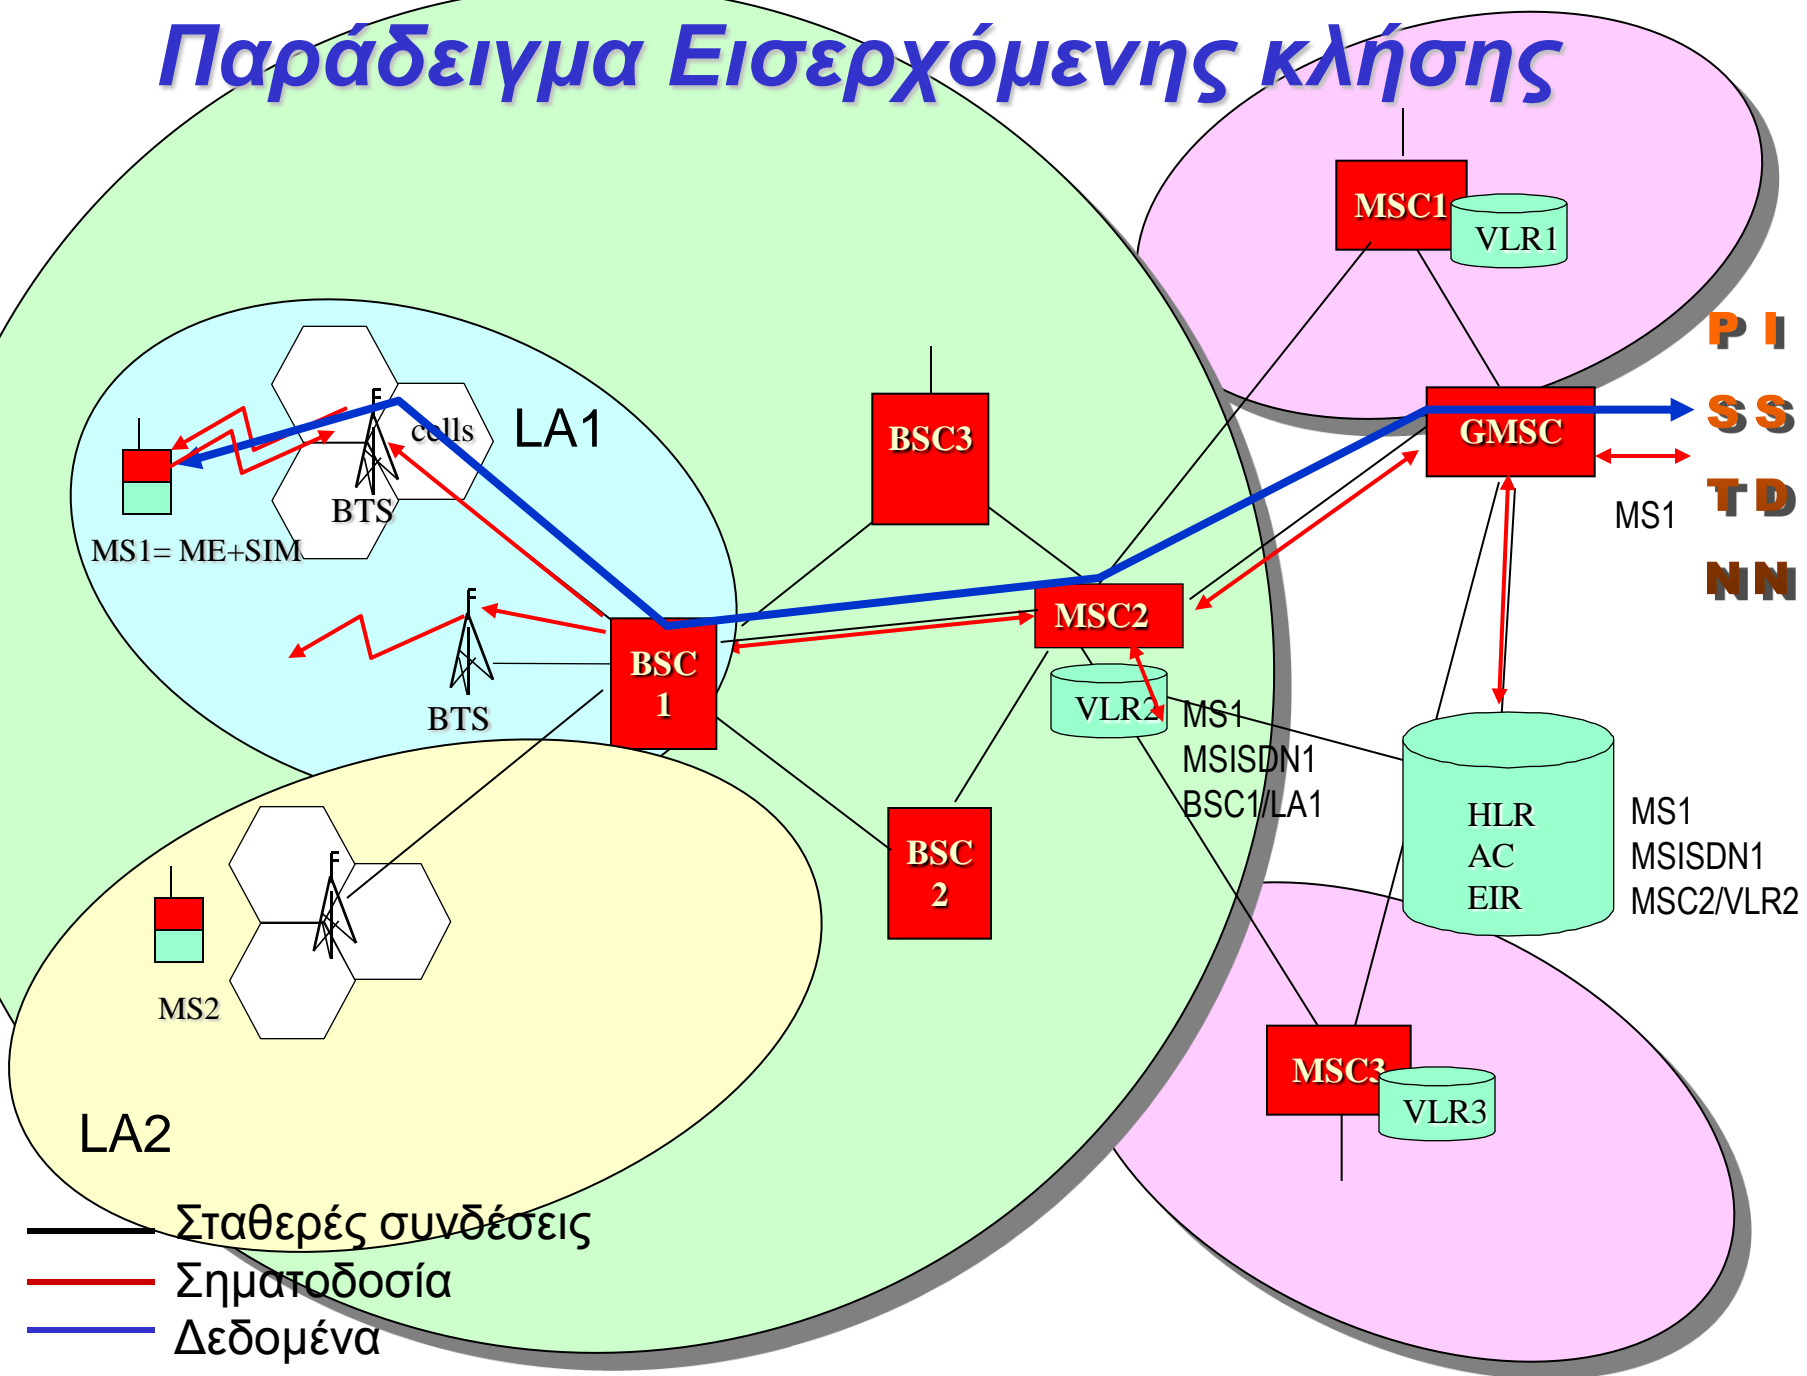 Παράδειγμα Εισερχόμενης κλήσης
MSC1
VLR1
P I
S S
T D
N N
LA1
cells
BTS
MS1= ME+SIM
BSC3
GMSC
MS1
MSC2
VLR2
MS1
MSISDN1
BSC1/LA1
BSC
1
BTS
BSC
2
HLR
AC
EIR
MS1
MSISDN1
MSC2/VLR2
MS2
LA2
MSC3
VLR3
Σταθερές συνδέσεις
Σηματοδοσία
Δεδομένα